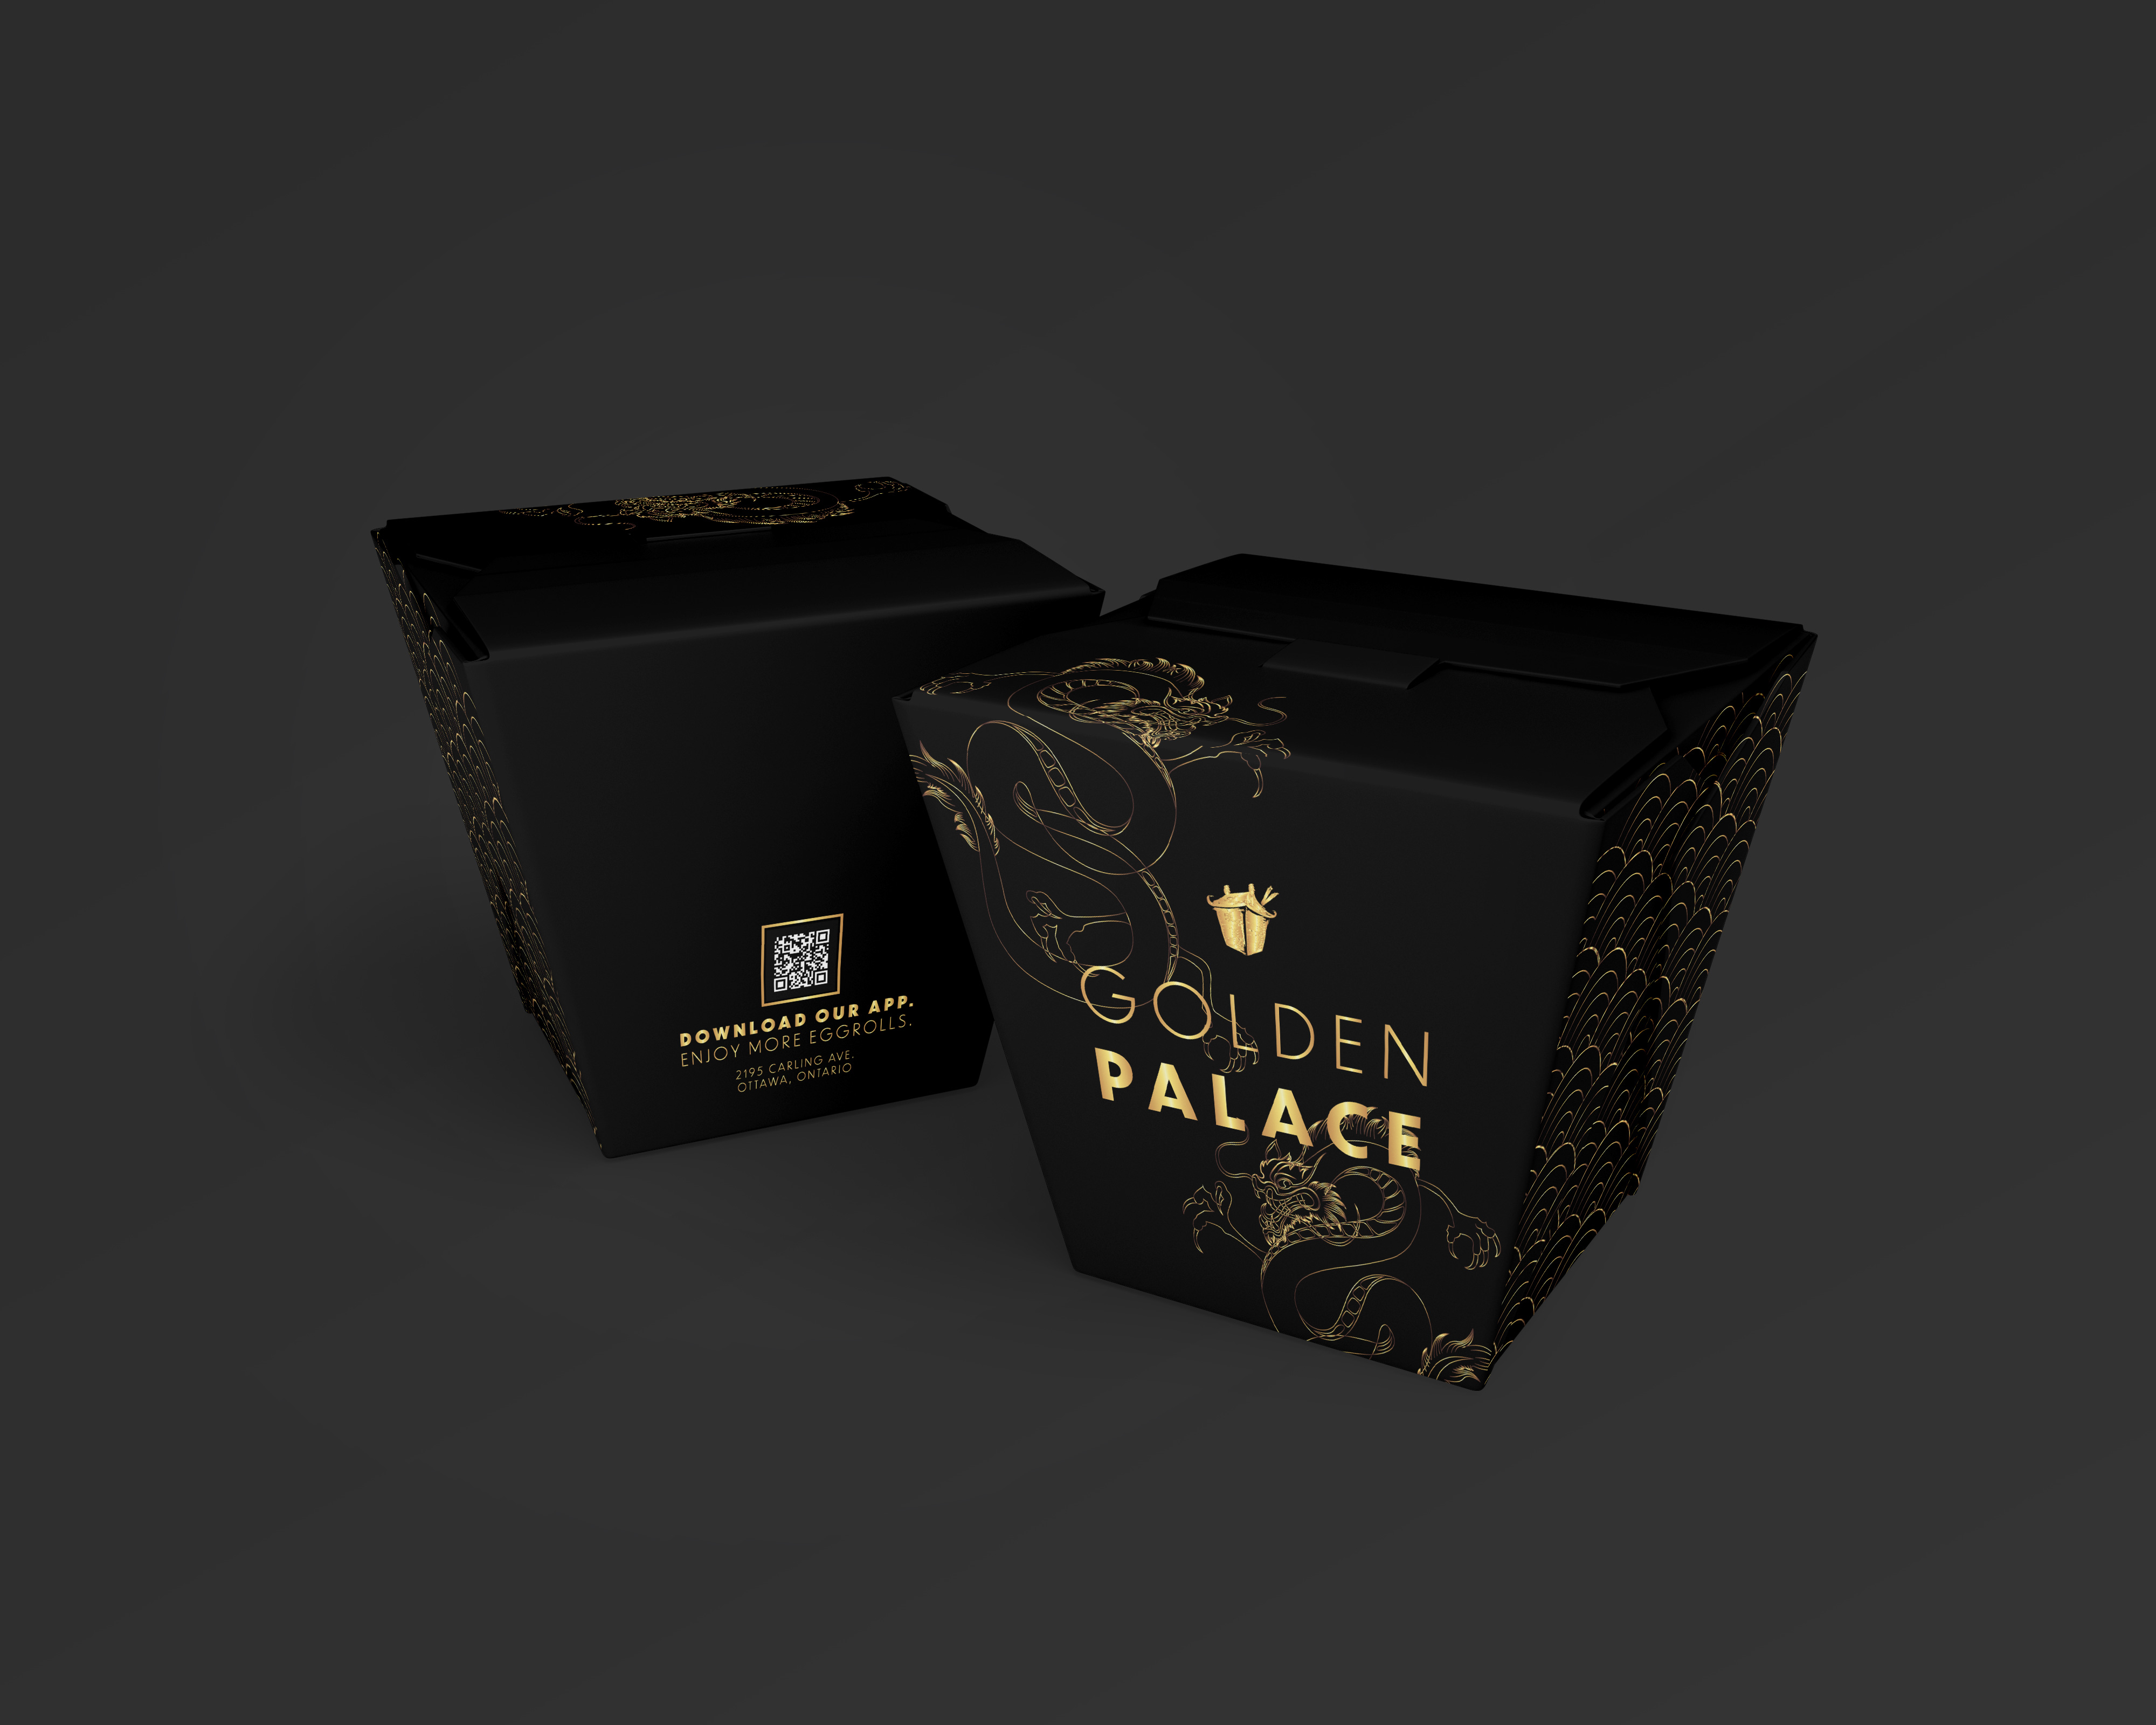 DOWNLOAD OUR APP.
ENJOY MORE EGGROLLS.
2195 CARLING AVE.
OTTAWA, ONTARIO
GOLDEN
PALACE